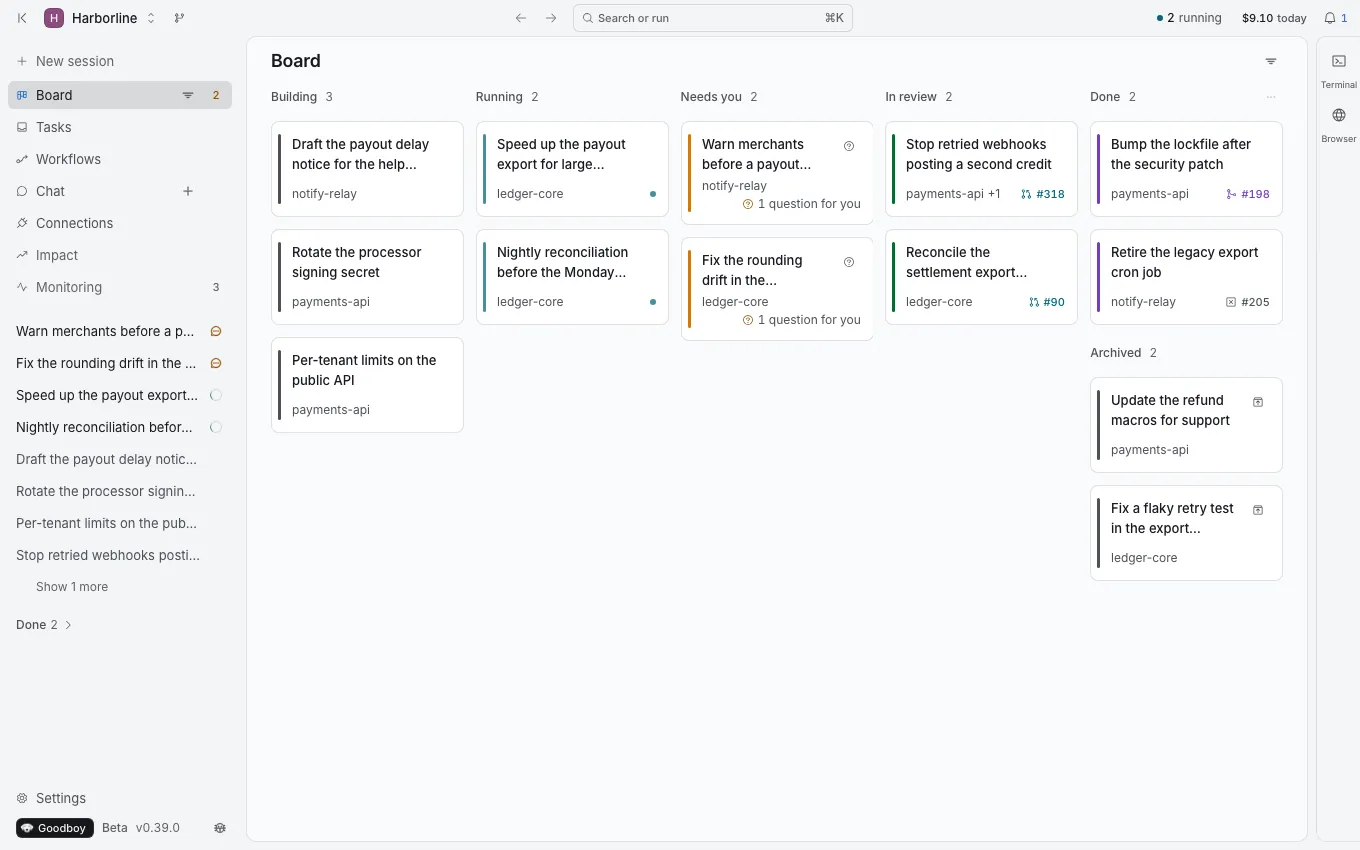 H Harborline
Search or run ⌘K
2 running $9.10 today 1
New session
Board 2
Tasks
Workflows
Chat
Connections
Impact
Monitoring 3
Warn merchants before a p...
Fix the rounding drift in the ...
Speed up the payout export...
Nightly reconciliation befor...
Draft the payout delay notic...
Rotate the processor signin...
Per-tenant limits on the pub...
Stop retried webhooks posti...
Show 1 more
Done 2
Settings
Goodboy Beta v0.39.0
Board
Building 3
Draft the payout delay
notice for the help...
notify-relay
Rotate the processor
signing secret
payments-api
Per-tenant limits on the
public API
payments-api
Running 2
Speed up the payout
export for large...
ledger-core
Nightly reconciliation
before the Monday...
ledger-core
Needs you 2
Warn merchants
before a payout...
notify-relay
1 question for you
Fix the rounding
drift in the...
ledger-core
1 question for you
In review 2
Stop retried webhooks
posting a second credit
payments-api +1 #318
Reconcile the
settlement export...
ledger-core #90
Done 2 ...
Bump the lockfile after
the security patch
payments-api #198
Retire the legacy export
cron job
notify-relay #205
Archived 2
Update the refund
macros for support
payments-api
Fix a flaky retry test
in the export...
ledger-core
Terminal
Browser